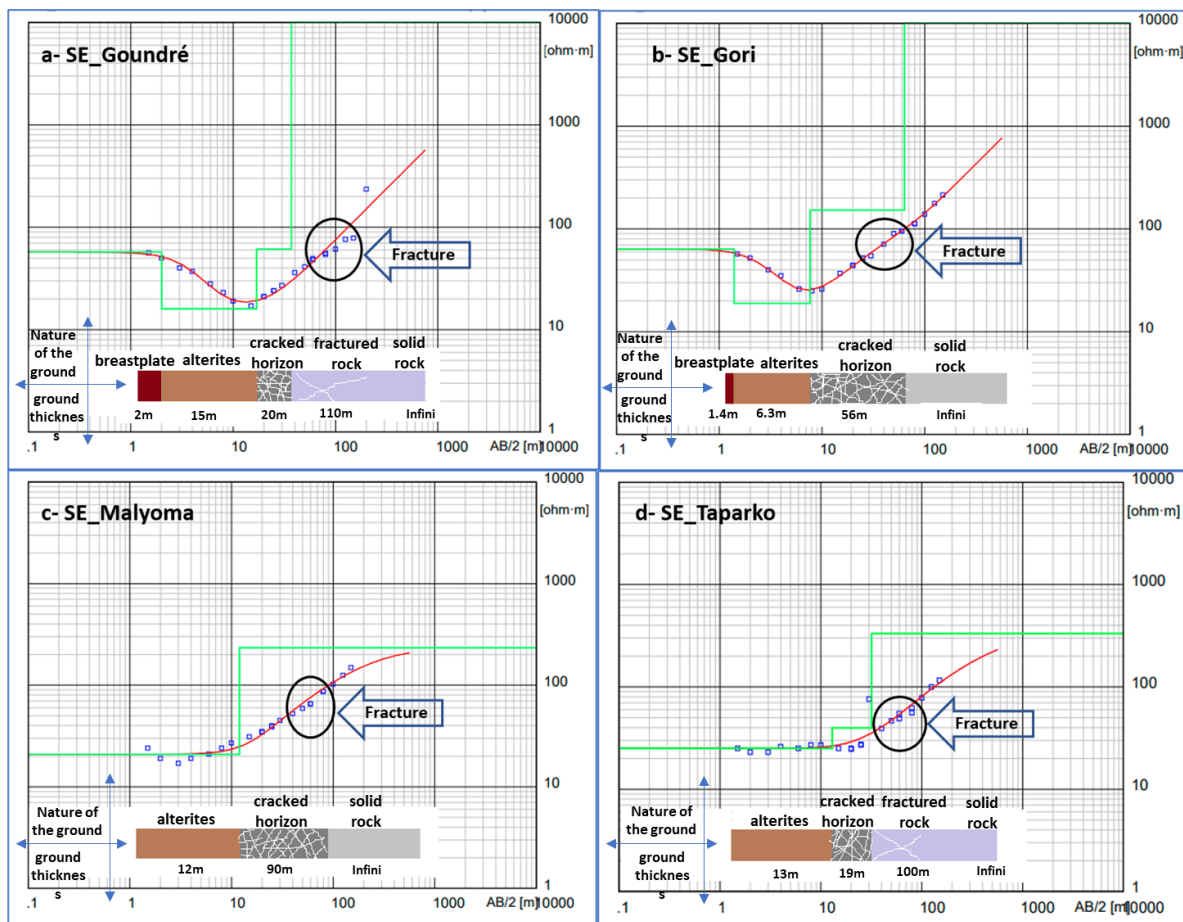 a- SE_Goundré
10000
[ohm·m]
1000
100
Fracture
10
Nature
of the
ground
ground
thicknes
s
breastplate
alterites
cracked
horizon
fractured
rock
solid
rock
2m
15m
20m
110m
Infini
1
.1
1
10
100
1000
AB/2 [m]
10000
b- SE_Gori
10000
[ohm·m]
1000
100
Fracture
10
Nature
of the
ground
ground
thicknes
s
breastplate
alterites
cracked
horizon
solid
rock
1.4m
6.3m
56m
Infini
1
.1
1
10
100
1000
AB/2 [m]
10000
c- SE_Malyoma
10000
[ohm·m]
1000
100
Fracture
10
Nature of
the ground
ground
thicknes
s
alterites
cracked
horizon
solid
rock
12m
90m
Infini
1
.1
1
10
100
1000
AB/2 [m]
10000
d- SE_Taparko
10000
[ohm·m]
1000
100
Fracture
10
Nature of
the ground
ground
thicknes
s
alterites
cracked
horizon
fractured
rock
solid
rock
13m
19m
100m
Infini
1
.1
1
10
100
1000
AB/2 [m]
10000